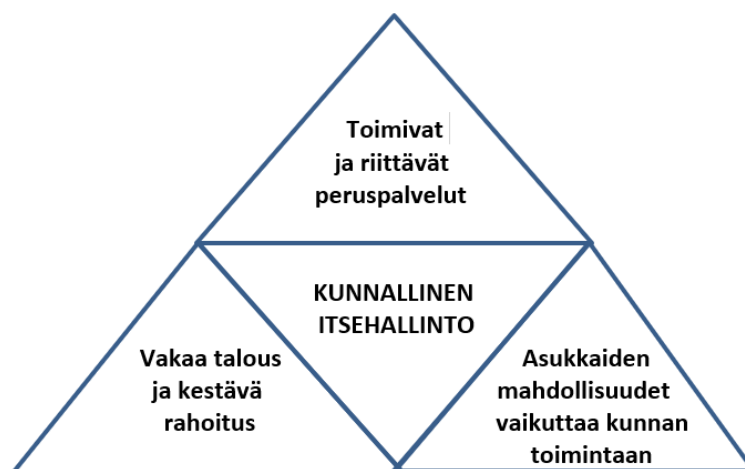 Toimivat
ja riittävät
peruspalvelut
KUNNALLINEN
ITSEHALLINTO
Vakaa talous
ja kestävä
rahoitus
Asukkaiden
mahdollisuudet
vaikuttaa kunnan
toimintaan